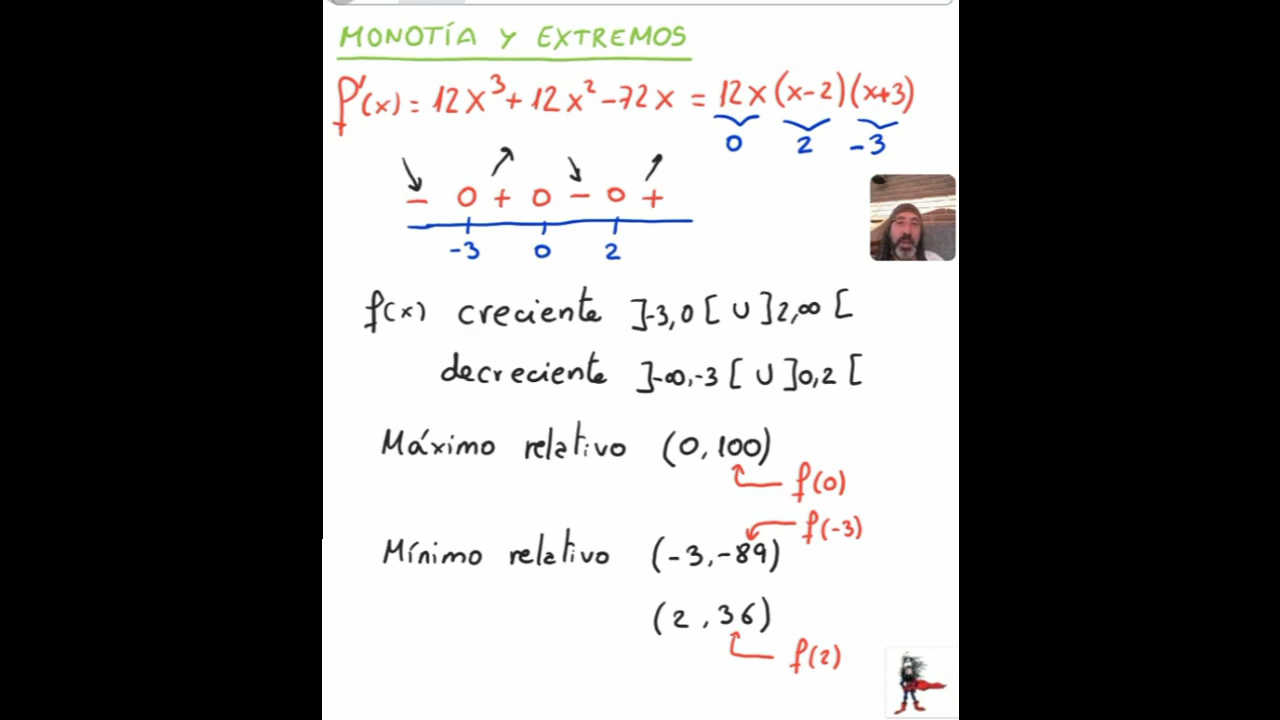 MONOTÍA Y EXTREMOS
f'(x) = 12x³ + 12x² - 72x = 12x (x-2) (x+3)
0 2 -3
- 0 + 0 - 0 +
-3 0 2
f(x) creciente ]-3,0[ ∪ ]2,∞[
decreciente ]-∞,-3[ ∪ ]0,2[
Máximo relativo (0,100)
f(0)
f(-3)
Mínimo relativo (-3,-89)
(2,36)
f(2)